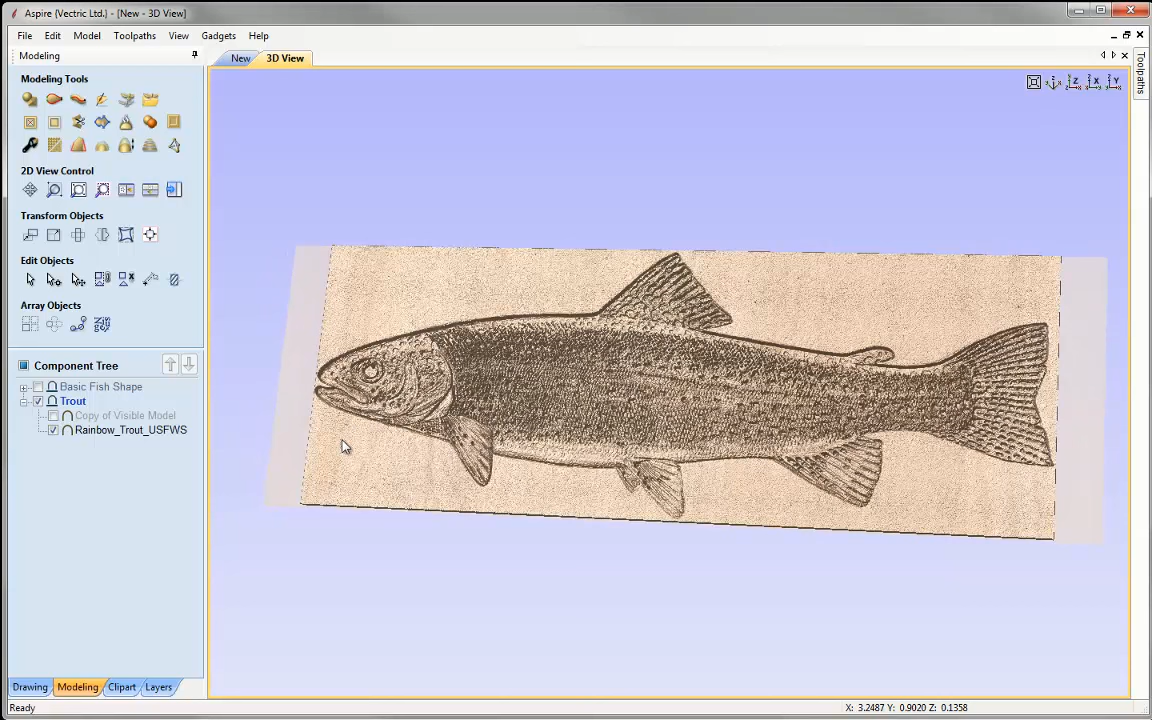 Aspire (Vectric Ltd.) - [New - 3D View]
File Edit Model Toolpaths View Gadgets Help
Modeling
New 3D View
Toolpaths
Modeling Tools
2D View Control
Transform Objects
Edit Objects
Array Objects
Component Tree
Basic Fish Shape
Trout
Copy of Visible Model
Rainbow_Trout_USFWS
Drawing Modeling Clipart Layers
Ready
X: 3.2487 Y: 0.9020 Z: 0.1358